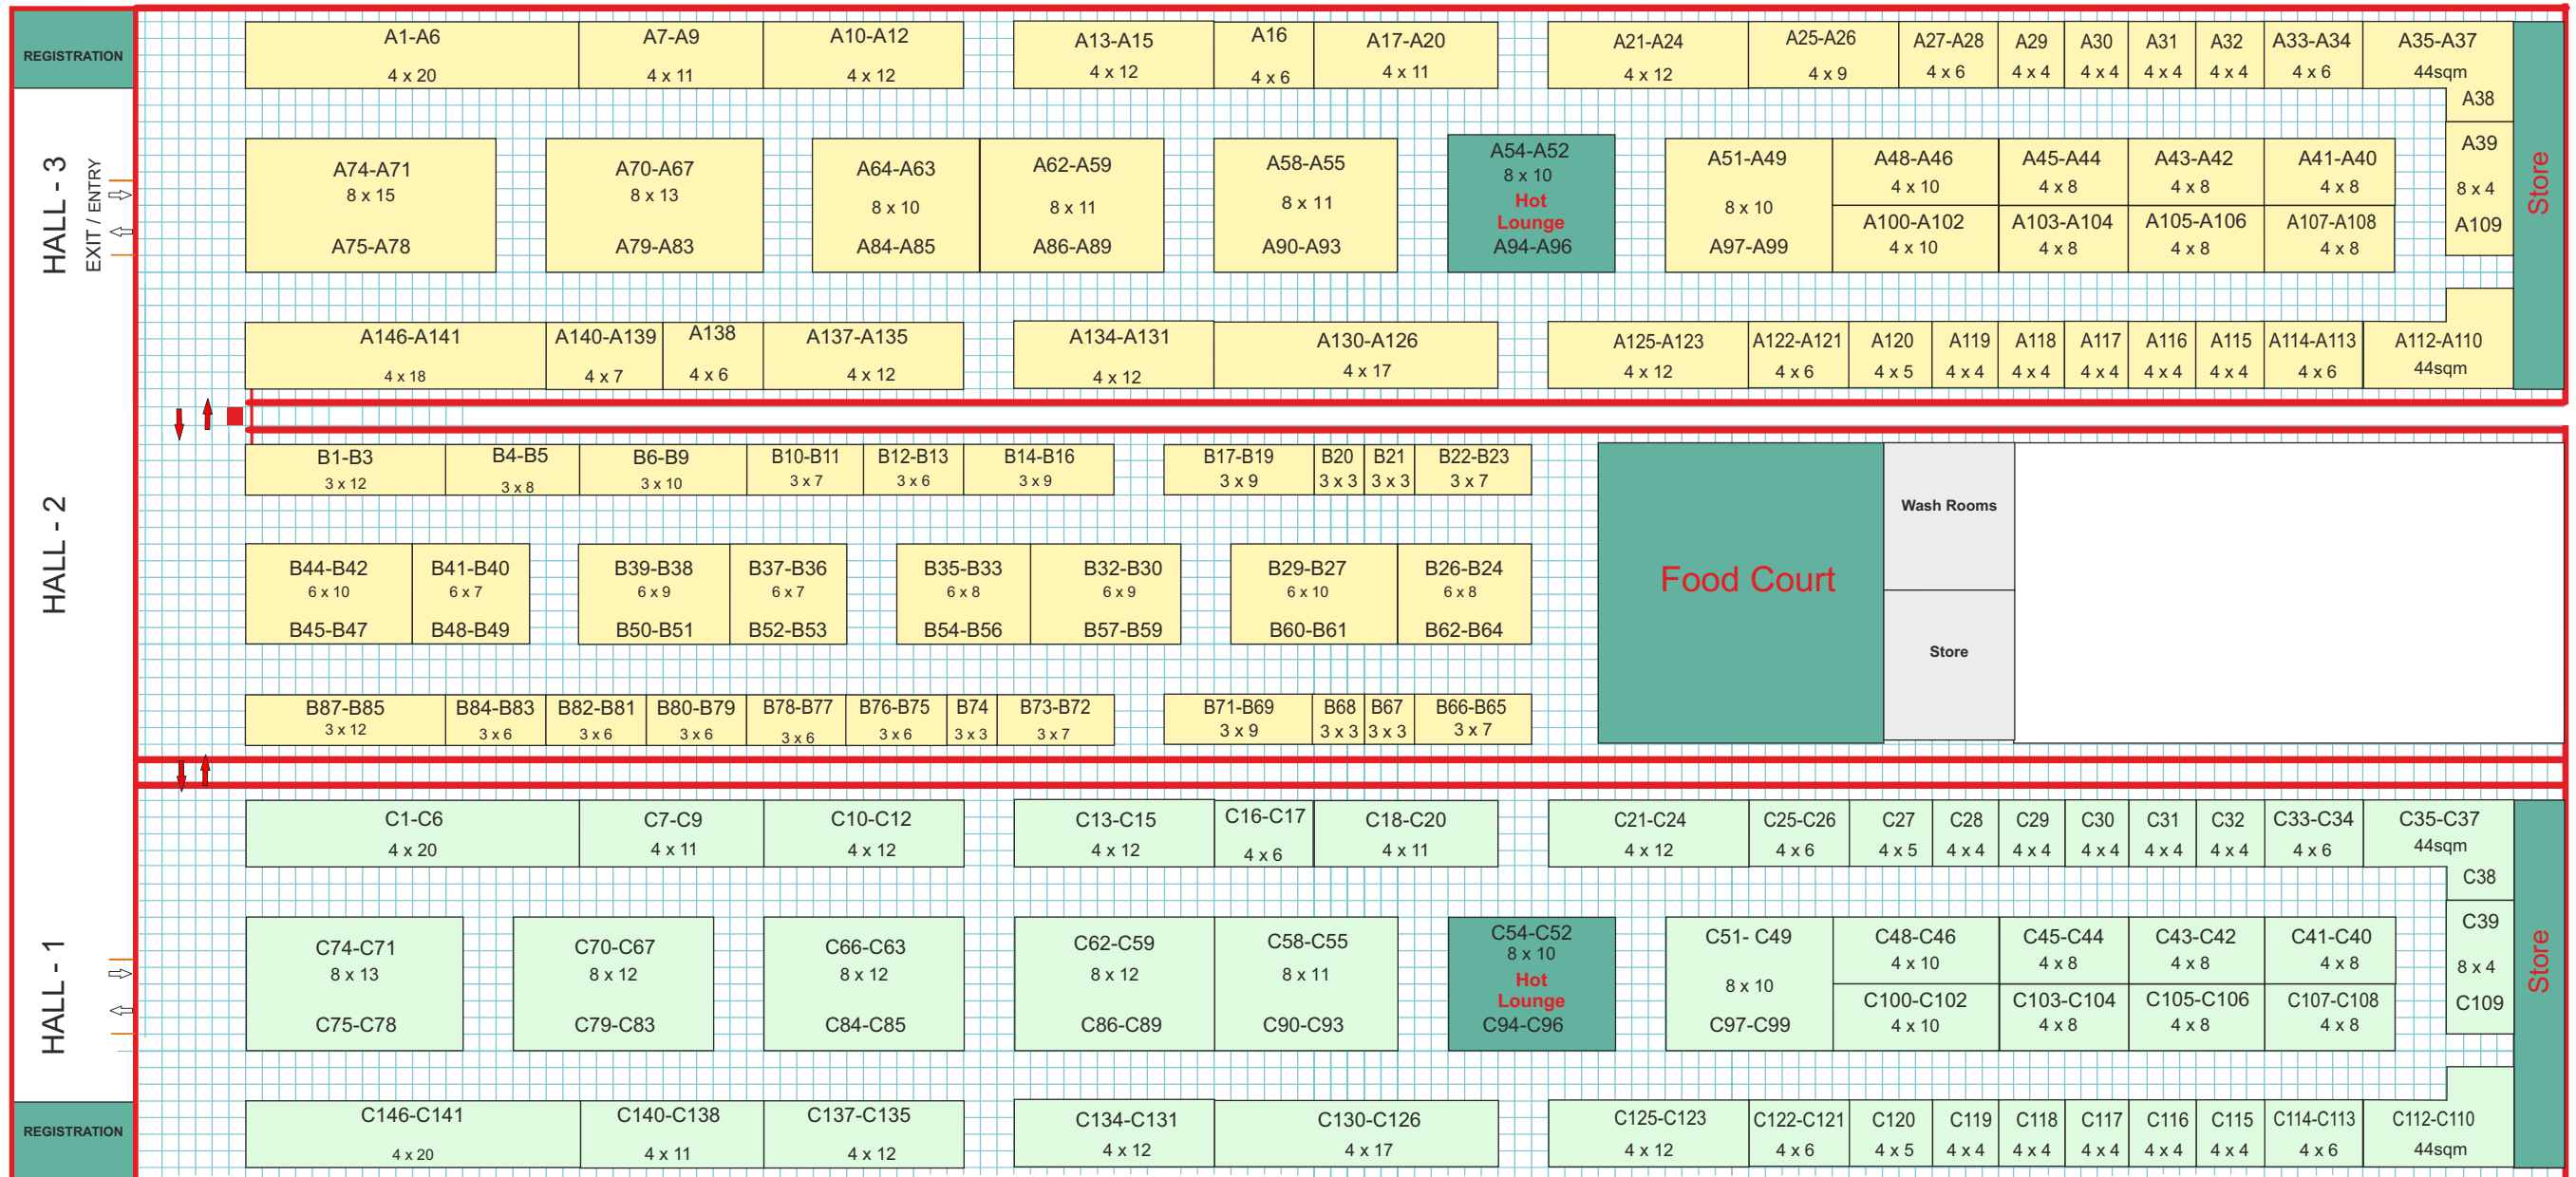 REGISTRATION
HALL - 3
EXIT / ENTRY
A1-A6
4 x 20
A7-A9
4 x 11
A10-A12
4 x 12
A13-A15
4 x 12
A16
4 x 6
A17-A20
4 x 11
A21-A24
4 x 12
A25-A26
4 x 9
A27-A28
4 x 6
A29
4 x 4
A30
4 x 4
A31
4 x 4
A32
4 x 4
A33-A34
4 x 6
A35-A37
44sqm
A38
A74-A71
8 x 15
A75-A78
A70-A67
8 x 13
A79-A83
A64-A63
8 x 10
A84-A85
A62-A59
8 x 11
A86-A89
A58-A55
8 x 11
A90-A93
A54-A52
8 x 10
Hot
Lounge
A94-A96
A51-A49
8 x 10
A97-A99
A48-A46
4 x 10
A45-A44
4 x 8
A43-A42
4 x 8
A41-A40
4 x 8
A100-A102
4 x 10
A103-A104
4 x 8
A105-A106
4 x 8
A107-A108
4 x 8
A39
8 x 4
A109
Store
A146-A141
4 x 18
A140-A139
4 x 7
A138
4 x 6
A137-A135
4 x 12
A134-A131
4 x 12
A130-A126
4 x 17
A125-A123
4 x 12
A122-A121
4 x 6
A120
4 x 5
A119
4 x 4
A118
4 x 4
A117
4 x 4
A116
4 x 4
A115
4 x 4
A114-A113
4 x 6
A112-A110
44sqm
HALL - 2
B1-B3
3 x 12
B4-B5
3 x 8
B6-B9
3 x 10
B10-B11
3 x 7
B12-B13
3 x 6
B14-B16
3 x 9
B17-B19
3 x 9
B20
3 x 3
B21
3 x 3
B22-B23
3 x 7
B44-B42
6 x 10
B45-B47
B41-B40
6 x 7
B48-B49
B39-B38
6 x 9
B50-B51
B37-B36
6 x 7
B52-B53
B35-B33
6 x 8
B54-B56
B32-B30
6 x 9
B57-B59
B29-B27
6 x 10
B60-B61
B26-B24
6 x 8
B62-B64
Food Court
Wash Rooms
Store
B87-B85
3 x 12
B84-B83
3 x 6
B82-B81
3 x 6
B80-B79
3 x 6
B78-B77
3 x 6
B76-B75
3 x 6
B74
3 x 3
B73-B72
3 x 7
B71-B69
3 x 9
B68
3 x 3
B67
3 x 3
B66-B65
3 x 7
HALL - 1
C1-C6
4 x 20
C7-C9
4 x 11
C10-C12
4 x 12
C13-C15
4 x 12
C16-C17
4 x 6
C18-C20
4 x 11
C21-C24
4 x 12
C25-C26
4 x 6
C27
4 x 5
C28
4 x 4
C29
4 x 4
C30
4 x 4
C31
4 x 4
C32
4 x 4
C33-C34
4 x 6
C35-C37
44sqm
C38
C74-C71
8 x 13
C75-C78
C70-C67
8 x 12
C79-C83
C66-C63
8 x 12
C84-C85
C62-C59
8 x 12
C86-C89
C58-C55
8 x 11
C90-C93
C54-C52
8 x 10
Hot
Lounge
C94-C96
C51- C49
8 x 10
C97-C99
C48-C46
4 x 10
C45-C44
4 x 8
C43-C42
4 x 8
C41-C40
4 x 8
C100-C102
4 x 10
C103-C104
4 x 8
C105-C106
4 x 8
C107-C108
4 x 8
C39
8 x 4
C109
Store
REGISTRATION
C146-C141
4 x 20
C140-C138
4 x 11
C137-C135
4 x 12
C134-C131
4 x 12
C130-C126
4 x 17
C125-C123
4 x 12
C122-C121
4 x 6
C120
4 x 5
C119
4 x 4
C118
4 x 4
C117
4 x 4
C116
4 x 4
C115
4 x 4
C114-C113
4 x 6
C112-C110
44sqm